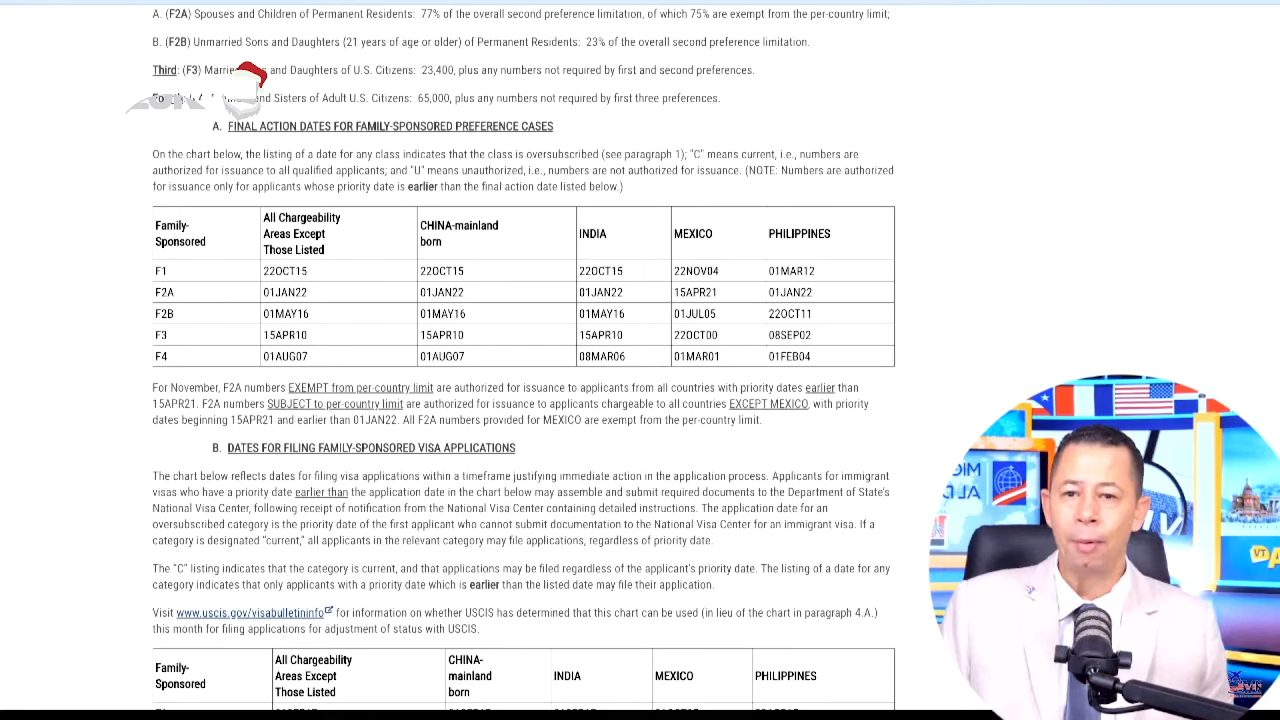 A. (F2A) Spouses and Children of Permanent Residents: 77% of the overall second preference limitation, of which 75% are exempt from the per-country limit;
B. (F2B) Unmarried Sons and Daughters (21 years of age or older) of Permanent Residents: 23% of the overall second preference limitation.
Third: (F3) Marrie and Daughters of U.S. Citizens: 23,400, plus any numbers not required by first and second preferences.
nd Sisters of Adult U.S. Citizens: 65,000, plus any numbers not required by first three preferences.
A. FINAL ACTION DATES FOR FAMILY-SPONSORED PREFERENCE CASES
On the chart below, the listing of a date for any class indicates that the class is oversubscribed (see paragraph 1); "C" means current, i.e., numbers are
authorized for issuance to all qualified applicants; and "U" means unauthorized, i.e., numbers are not authorized for issuance. (NOTE: Numbers are authorized
for issuance only for applicants whose priority date is earlier than the final action date listed below.)
Family-
Sponsored
All Chargeability
Areas Except
Those Listed
CHINA-mainland
born
INDIA
MEXICO
PHILIPPINES
F1 22OCT15 22OCT15 22OCT15 22NOV04 01MAR12
F2A 01JAN22 01JAN22 01JAN22 15APR21 01JAN22
F2B 01MAY16 01MAY16 01MAY16 01JUL05 22OCT11
F3 15APR10 15APR10 15APR10 22OCT00 08SEP02
F4 01AUG07 01AUG07 08MAR06 01MAR01 01FEB04
For November, F2A numbers EXEMPT from per-country limit are authorized for issuance to applicants from all countries with priority dates earlier than
15APR21. F2A numbers SUBJECT to per-country limit are authorized for issuance to applicants chargeable to all countries EXCEPT MEXICO, with priority
dates beginning 15APR21 and earlier than 01JAN22. All F2A numbers provided for MEXICO are exempt from the per-country limit.
B. DATES FOR FILING FAMILY-SPONSORED VISA APPLICATIONS
The chart below reflects dates for filing visa applications within a timeframe justifying immediate action in the application process. Applicants for immigrant
visas who have a priority date earlier than the application date in the chart below may assemble and submit required documents to the Department of State's
National Visa Center, following receipt of notification from the National Visa Center containing detailed instructions. The application date for an
oversubscribed category is the priority date of the first applicant who cannot submit documentation to the National Visa Center for an immigrant visa. If a
category is designated "current," all applicants in the relevant category may file applications, regardless of priority date.
The "C" listing indicates that the category is current, and that applications may be filed regardless of the applicant's priority date. The listing of a date for any
category indicates that only applicants with a priority date which is earlier than the listed date may file their application.
Visit www.uscis.gov/visabulletininfo for information on whether USCIS has determined that this chart can be used (in lieu of the chart in paragraph 4.A.)
this month for filing applications for adjustment of status with USCIS.
Family-
Sponsored
All Chargeability
Areas Except
Those Listed
CHINA-
mainland
born
INDIA
MEXICO
PHILIPPINES